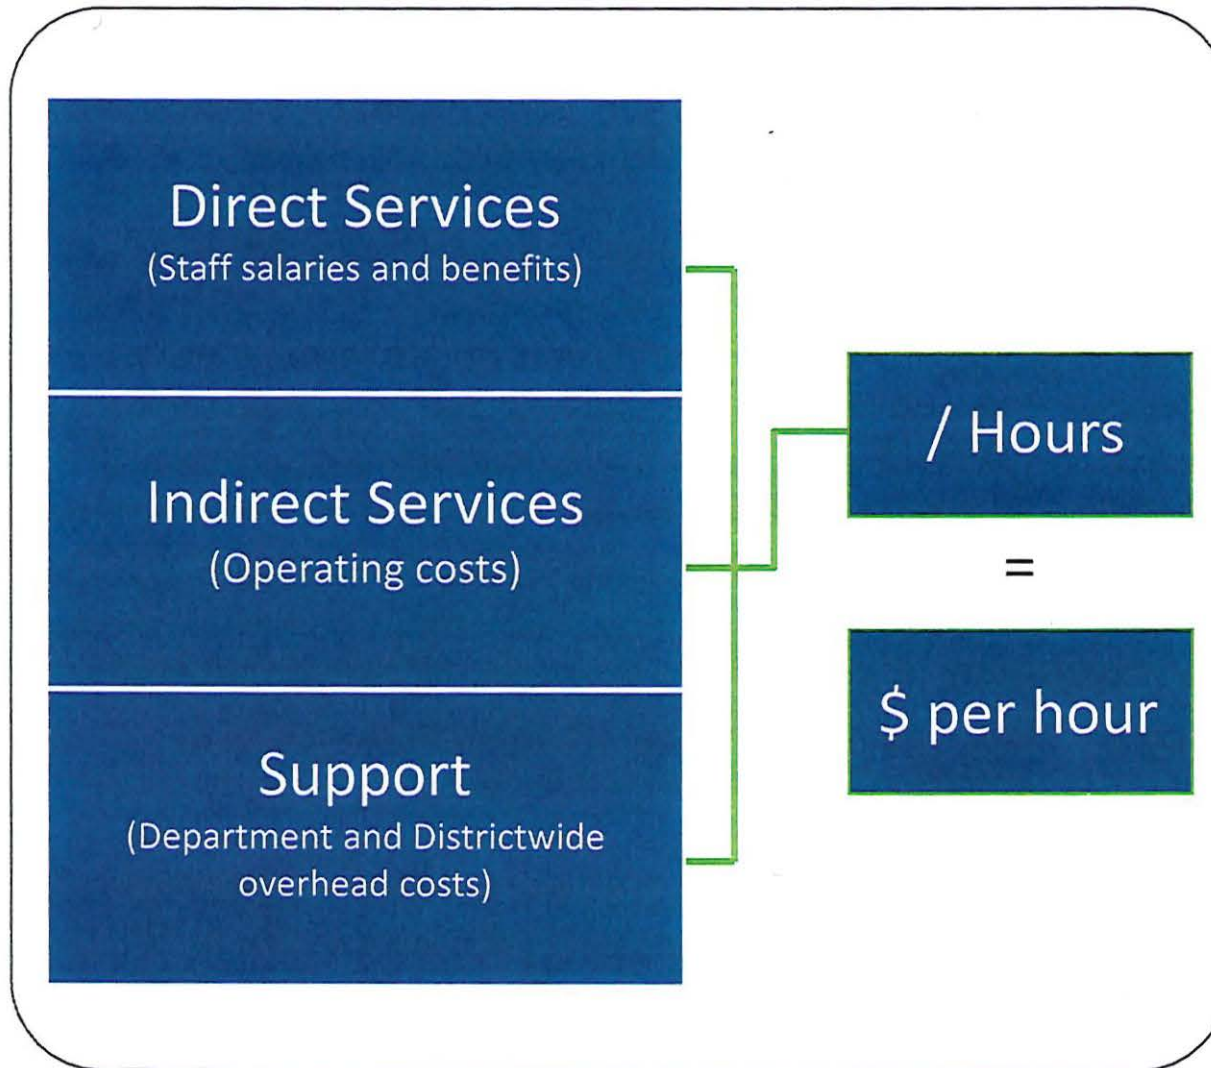 Direct Services
(Staff salaries and benefits)
Indirect Services
(Operating costs)
Support
(Department and Districtwide
overhead costs)
/ Hours
=
$ per hour